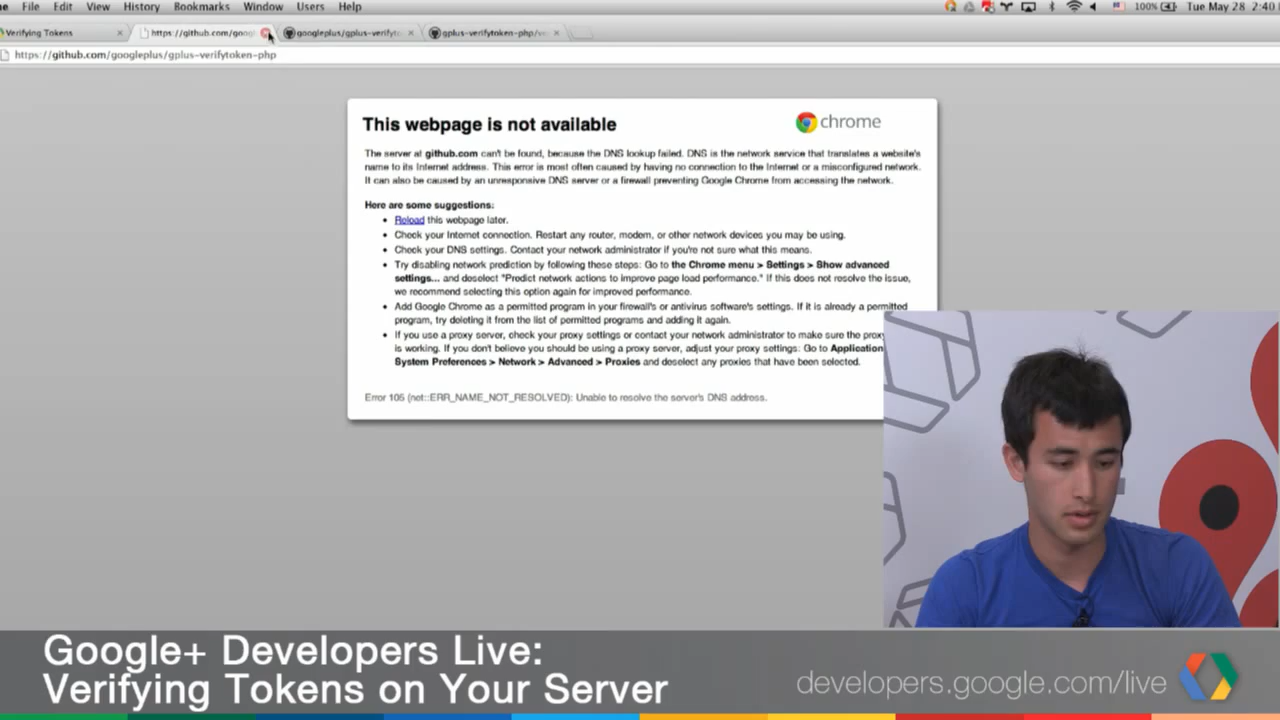 File Edit View History Bookmarks Window Users Help
100% Tue May 28 2:40
Verifying Tokens
https://github.com/goog
googleplus/gplus-verifyto
gplus-verifytoken-php/
https://github.com/googleplus/gplus-verifytoken-php
This webpage is not available
chrome
The server at github.com can't be found, because the DNS lookup failed. DNS is the network service that translates a website's
name to its Internet address. This error is most often caused by having no connection to the Internet or a misconfigured network.
It can also be caused by an unresponsive DNS server or a firewall preventing Google Chrome from accessing the network.
Here are some suggestions:
• Reload this webpage later.
• Check your Internet connection. Restart any router, modem, or other network devices you may be using.
• Check your DNS settings. Contact your network administrator if you're not sure what this means.
• Try disabling network prediction by following these steps: Go to the Chrome menu > Settings > Show advanced
settings... and deselect "Predict network actions to improve page load performance." If this does not resolve the issue,
we recommend selecting this option again for improved performance.
• Add Google Chrome as a permitted program in your firewall's or antivirus software's settings. If it is already a permitted
program, try deleting it from the list of permitted programs and adding it again.
• If you use a proxy server, check your proxy settings or contact your network administrator to make sure the proxy
is working. If you don't believe you should be using a proxy server, adjust your proxy settings: Go to Application
System Preferences > Network > Advanced > Proxies and deselect any proxies that have been selected.
Error 105 (net::ERR_NAME_NOT_RESOLVED): Unable to resolve the server's DNS address.
Google+ Developers Live:
Verifying Tokens on Your Server
developers.google.com/live